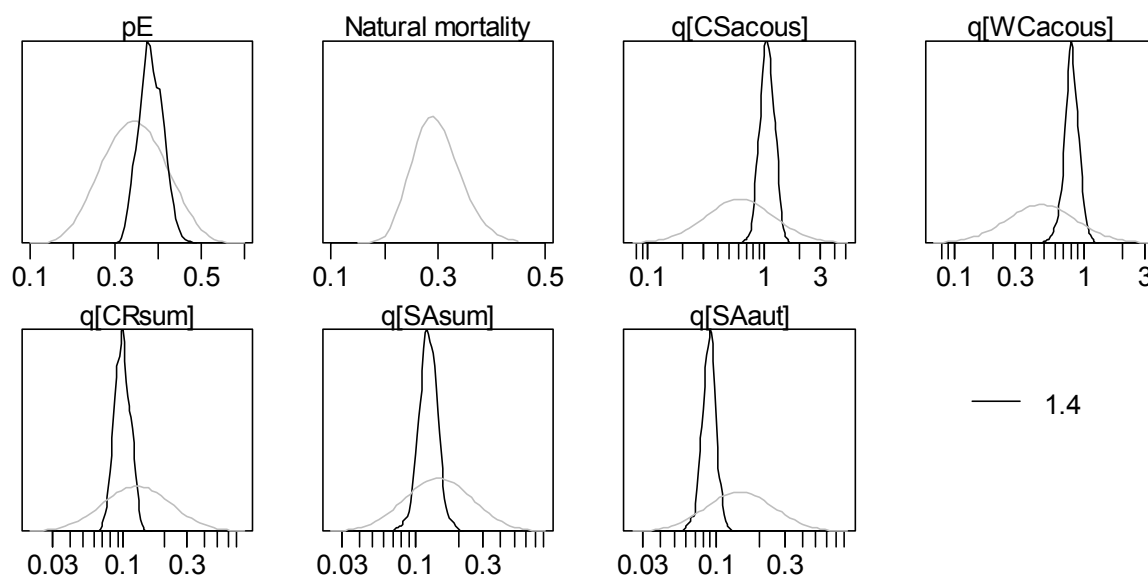 pE
Natural mortality
q[CSacous]
q[WCacous]
0.1 0.3 0.5
0.1 0.3 0.5
0.1 1 3
0.1 0.3 1 3
q[CRsum]
q[SAsum]
q[SAaut]
1.4
0.03 0.1 0.3
0.03 0.1 0.3
0.03 0.1 0.3